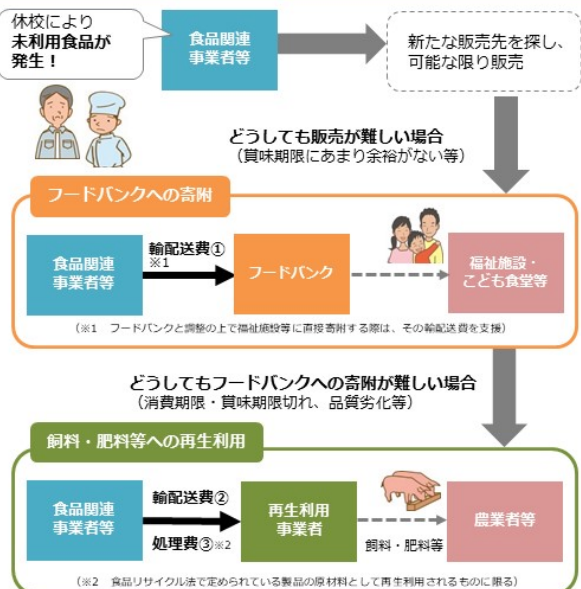 休校により
未利用食品が
発生！
食品関連
事業者等
新たな販売先を探し、
可能な限り販売
どうしても販売が難しい場合
（賞味期限にあまり余裕がない等）
フードバンクへの寄附
食品関連
事業者等
輸配送費①
※1
フードバンク
福祉施設・
こども食堂等
（※1　フードバンクと調整の上で福祉施設等に直接寄附する際は、その輸配送費を支援）
どうしてもフードバンクへの寄附が難しい場合
（消費期限・賞味期限切れ、品質劣化等）
飼料・肥料等への再生利用
食品関連
事業者等
輸配送費②
処理費③※2
再生利用
事業者
飼料・肥料等
農業者等
（※2　食品リサイクル法で定められている製品の原材料として再生利用されるものに限る）